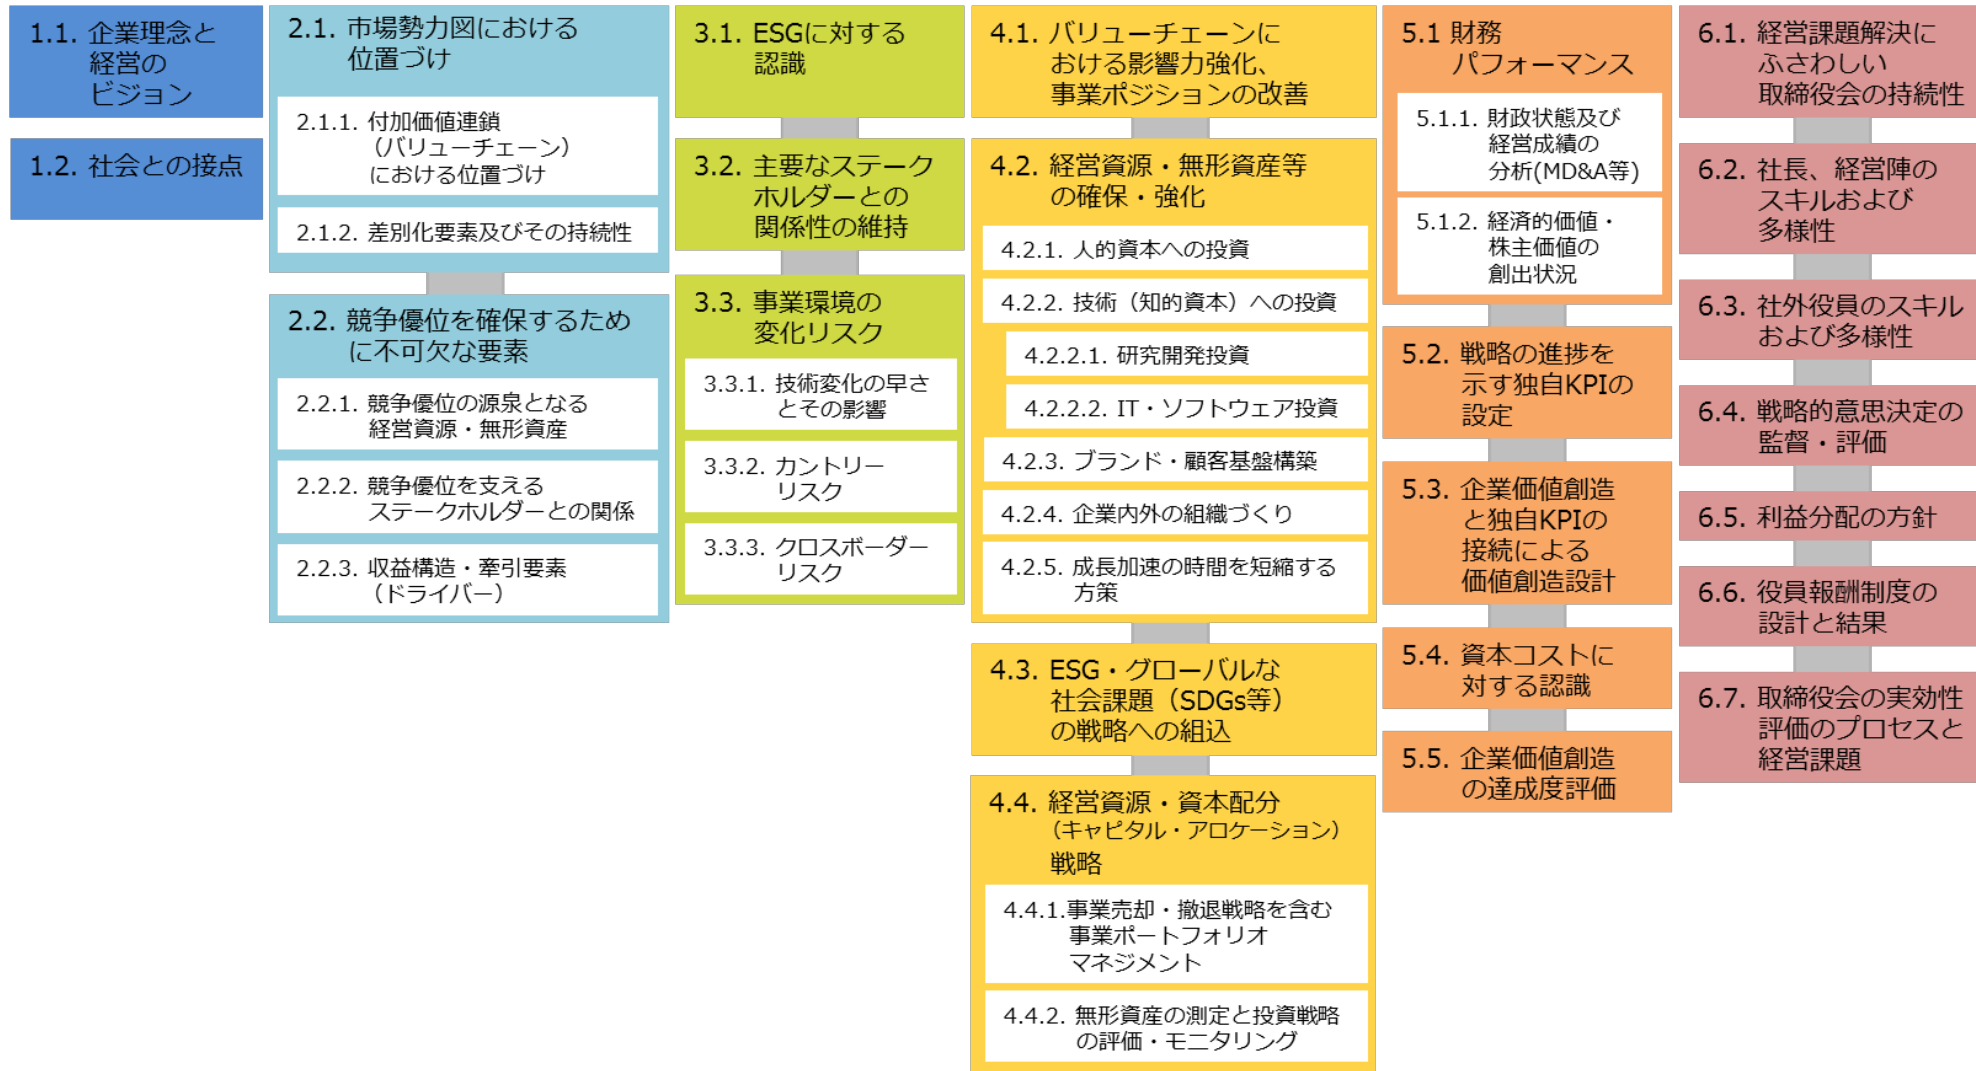 1.1. 企業理念と
経営の
ビジョン
1.2. 社会との接点
2.1. 市場勢力図における
位置づけ
2.1.1. 付加価値連鎖
（バリューチェーン）
における位置づけ
2.1.2. 差別化要素及びその持続性
2.2. 競争優位を確保するため
に不可欠な要素
2.2.1. 競争優位の源泉となる
経営資源・無形資産
2.2.2. 競争優位を支える
ステークホルダーとの関係
2.2.3. 収益構造・牽引要素
（ドライバー）
3.1. ESGに対する
認識
3.2. 主要なステーク
ホルダーとの
関係性の維持
3.3. 事業環境の
変化リスク
3.3.1. 技術変化の早さ
とその影響
3.3.2. カントリー
リスク
3.3.3. クロスボーダー
リスク
4.1. バリューチェーンに
おける影響力強化、
事業ポジションの改善
4.2. 経営資源・無形資産等
の確保・強化
4.2.1. 人的資本への投資
4.2.2. 技術（知的資本）への投資
4.2.2.1. 研究開発投資
4.2.2.2. IT・ソフトウェア投資
4.2.3. ブランド・顧客基盤構築
4.2.4. 企業内外の組織づくり
4.2.5. 成長加速の時間を短縮する
方策
4.3. ESG・グローバルな
社会課題（SDGs等）
の戦略への組込
4.4. 経営資源・資本配分
（キャピタル・アロケーション）
戦略
4.4.1.事業売却・撤退戦略を含む
事業ポートフォリオ
マネジメント
4.4.2. 無形資産の測定と投資戦略
の評価・モニタリング
5.1 財務
パフォーマンス
5.1.1. 財政状態及び
経営成績の
分析(MD&A等)
5.1.2. 経済的価値・
株主価値の
創出状況
5.2. 戦略の進捗を
示す独自KPIの
設定
5.3. 企業価値創造
と独自KPIの
接続による
価値創造設計
5.4. 資本コストに
対する認識
5.5. 企業価値創造
の達成度評価
6.1. 経営課題解決に
ふさわしい
取締役会の持続性
6.2. 社長、経営陣の
スキルおよび
多様性
6.3. 社外役員のスキル
および多様性
6.4. 戦略的意思決定の
監督・評価
6.5. 利益分配の方針
6.6. 役員報酬制度の
設計と結果
6.7. 取締役会の実効性
評価のプロセスと
経営課題